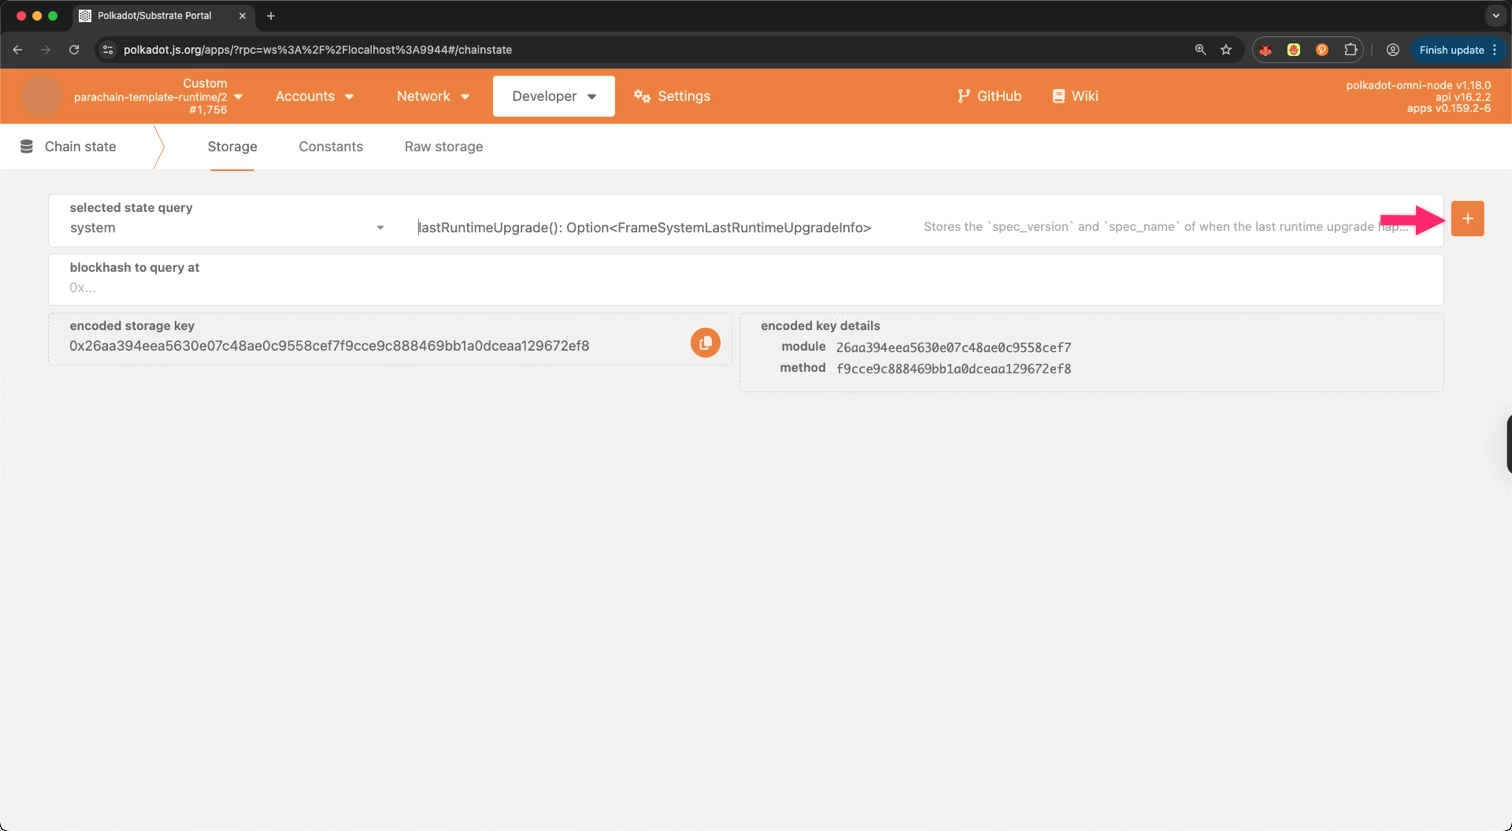 Polkadot/Substrate Portal
polkadot.js.org/apps/?rpc=ws%3A%2F%2Flocalhost%3A9944#/chainstate
Finish update
Custom
parachain-template-runtime/2
#1,756
Accounts
Network
Developer
Settings
GitHub
Wiki
polkadot-omni-node v1.18.0
api v16.2.2
apps v0.159.2-6
Chain state
Storage
Constants
Raw storage
selected state query
system
lastRuntimeUpgrade(): Option<FrameSystemLastRuntimeUpgradeInfo>
Stores the `spec_version` and `spec_name` of when the last runtime upgrade hap...
blockhash to query at
0x...
encoded storage key
0x26aa394eea5630e07c48ae0c9558cef7f9cce9c888469bb1a0dceaa129672ef8
encoded key details
module 26aa394eea5630e07c48ae0c9558cef7
method f9cce9c888469bb1a0dceaa129672ef8